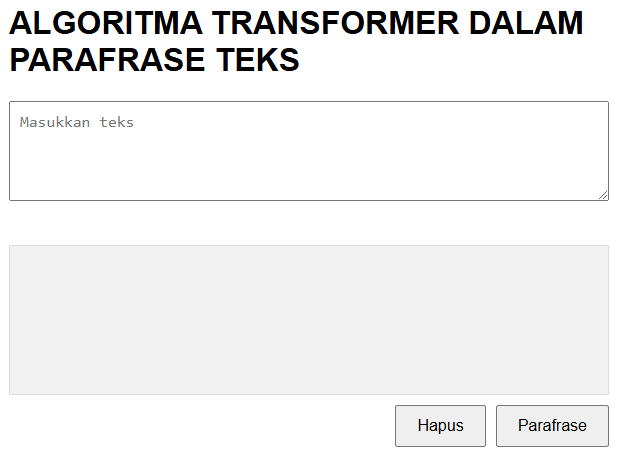 ALGORITMA TRANSFORMER DALAM
PARAFRASE TEKS
Masukkan teks
Hapus
Parafrase